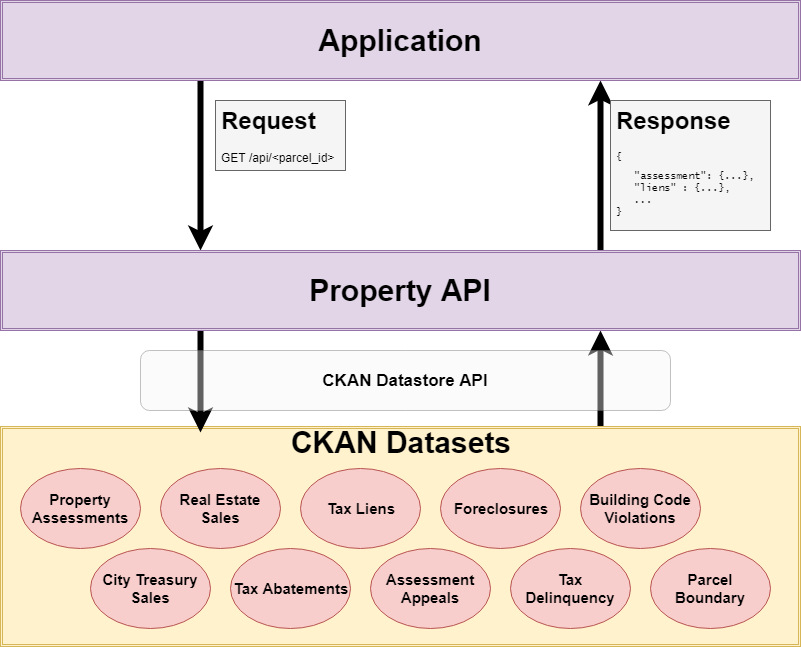 Application
Request
GET /api/<parcel_id>
Response
{
"assessment": {...},
"liens" : {...},
...
}
Property API
CKAN Datastore API
CKAN Datasets
Property
Assessments
Real Estate
Sales
Tax Liens
Foreclosures
Building Code
Violations
City Treasury
Sales
Tax Abatements
Assessment
Appeals
Tax
Delinquency
Parcel
Boundary